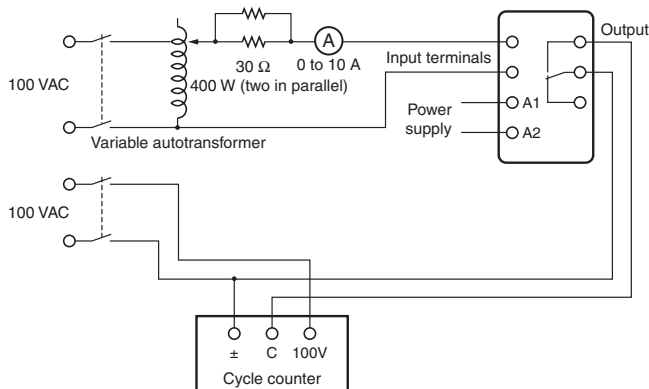 A
Output
100 VAC
30 Ω
0 to 10 A
Input terminals
400 W (two in parallel)
A1
Power
supply
A2
Variable autotransformer
100 VAC
± C 100V
Cycle counter